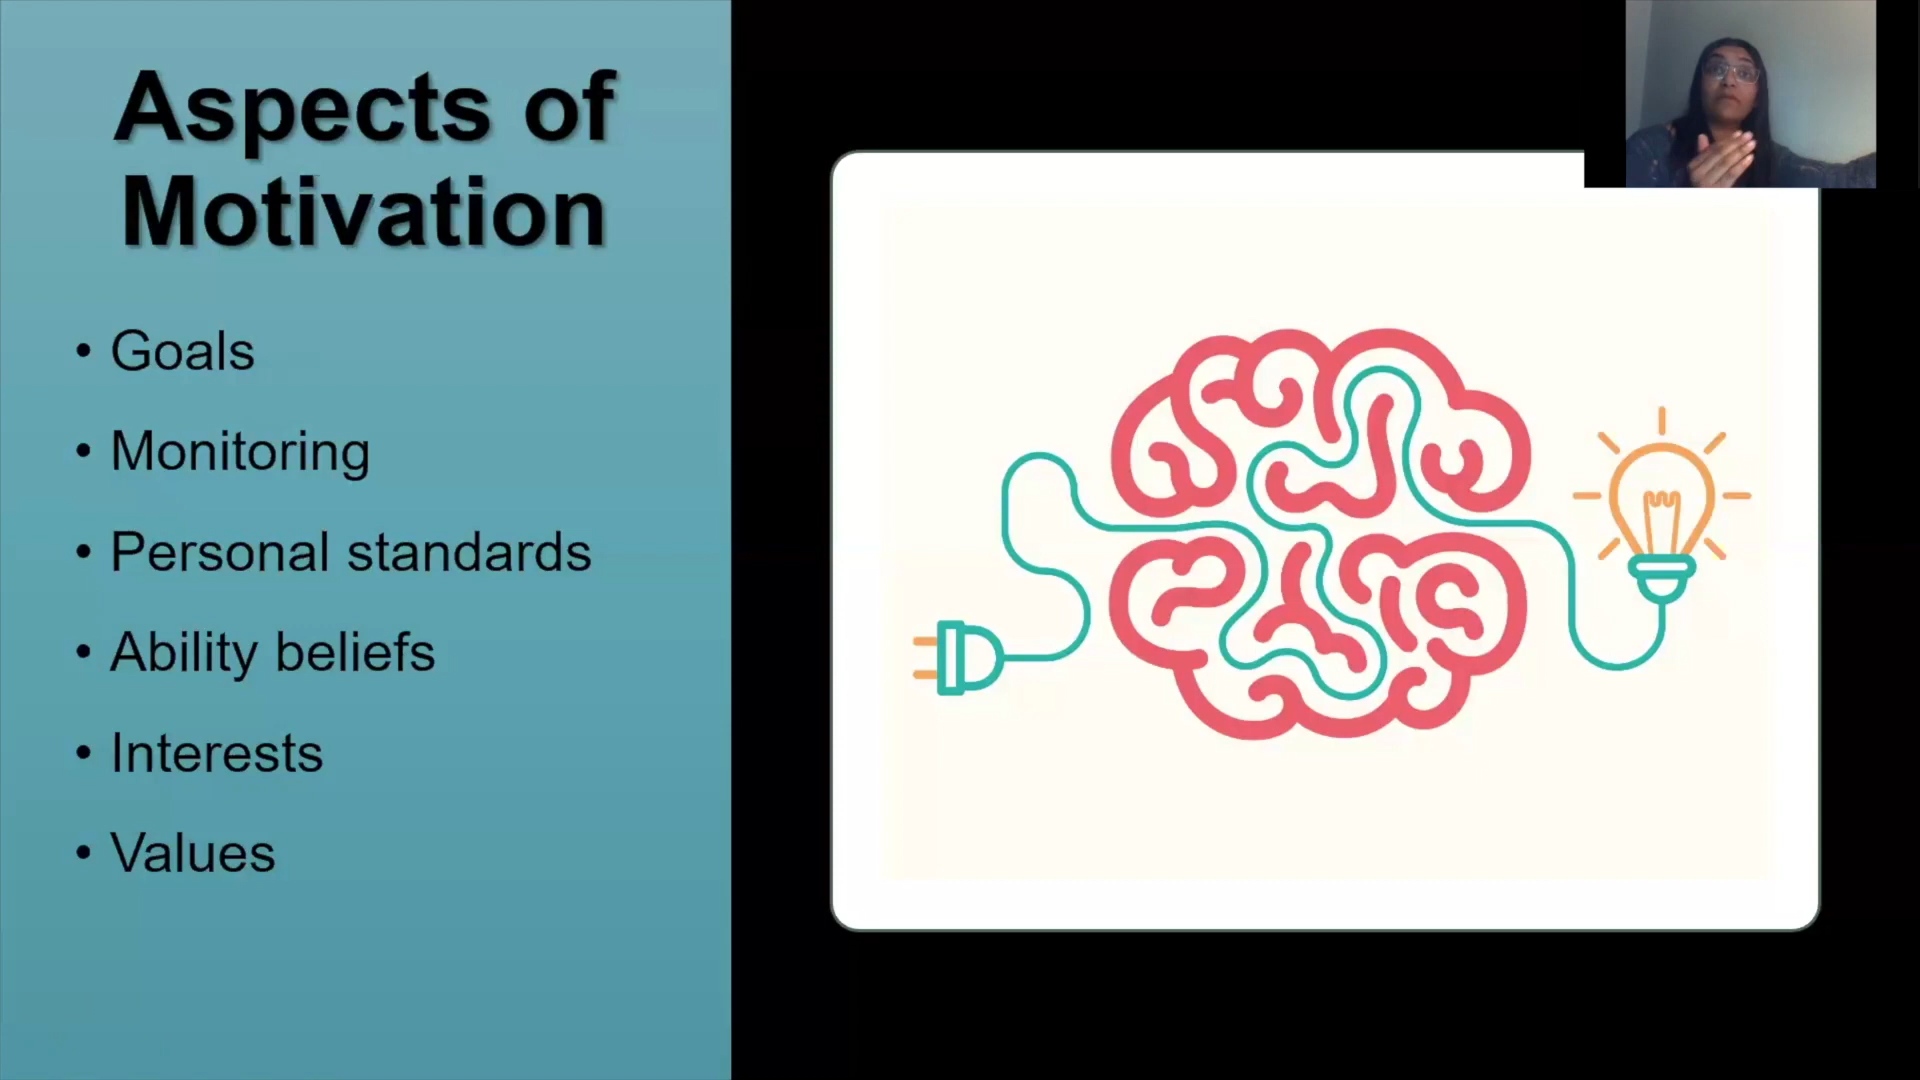 Aspects of
Motivation
• Goals
• Monitoring
• Personal standards
• Ability beliefs
• Interests
• Values